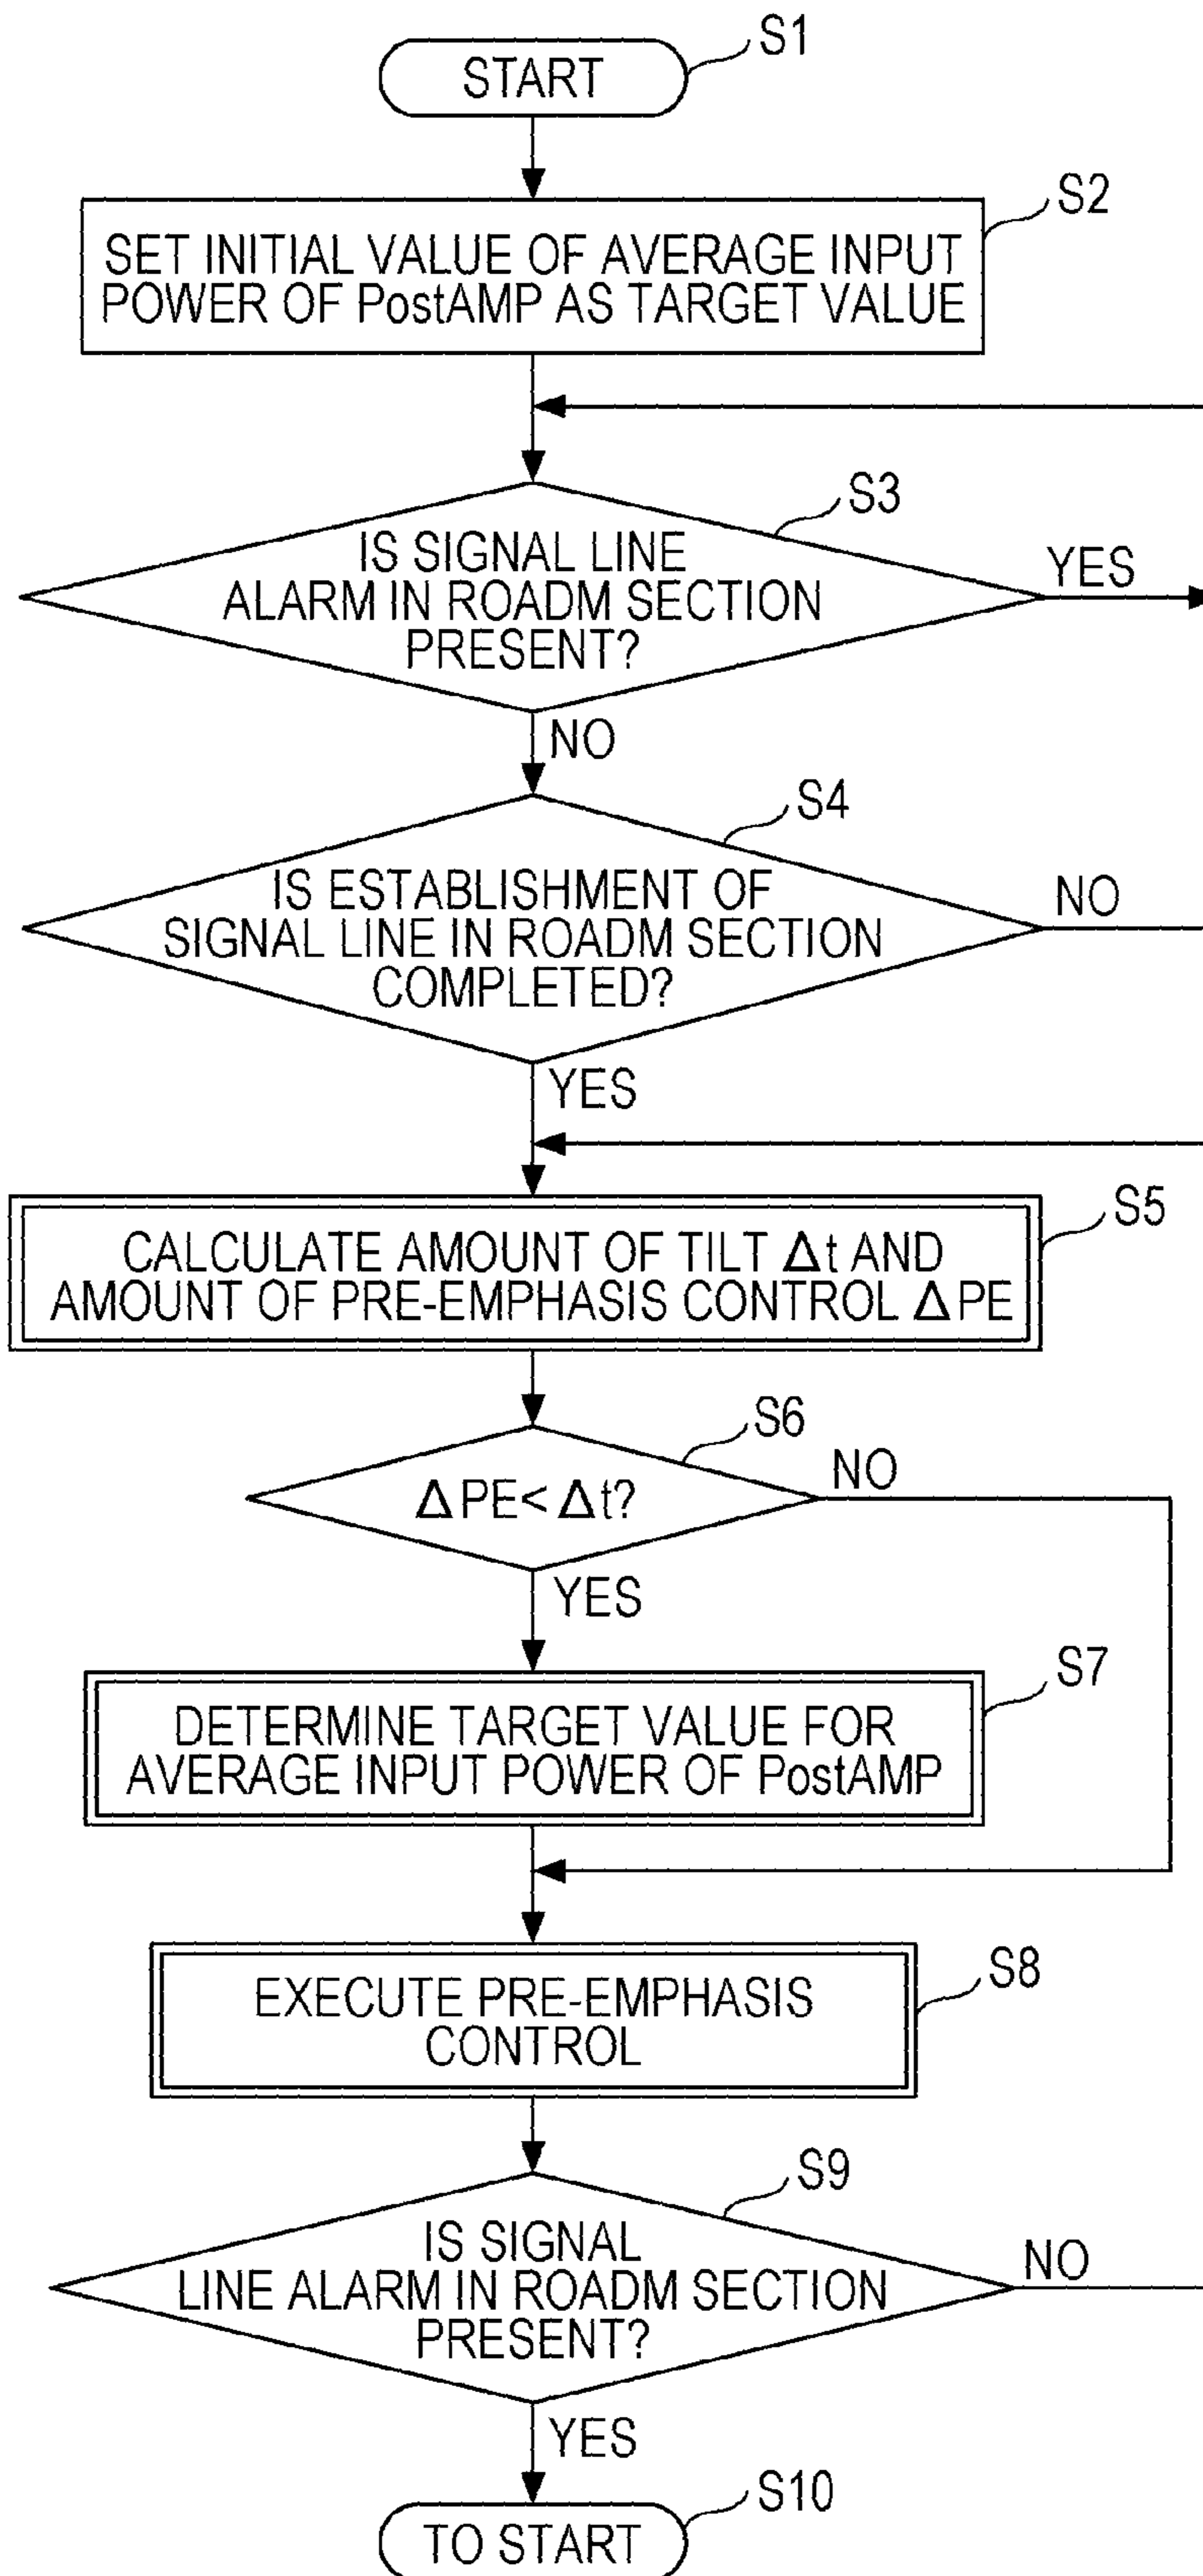 S1
START
S2
SET INITIAL VALUE OF AVERAGE INPUT
POWER OF PostAMP AS TARGET VALUE
S3
IS SIGNAL LINE
ALARM IN ROADM SECTION
PRESENT?
YES
NO
S4
IS ESTABLISHMENT OF
SIGNAL LINE IN ROADM SECTION
COMPLETED?
NO
YES
S5
CALCULATE AMOUNT OF TILT Δt AND
AMOUNT OF PRE-EMPHASIS CONTROL ΔPE
S6
ΔPE< Δt?
NO
YES
S7
DETERMINE TARGET VALUE FOR
AVERAGE INPUT POWER OF PostAMP
S8
EXECUTE PRE-EMPHASIS
CONTROL
S9
IS SIGNAL
LINE ALARM IN ROADM SECTION
PRESENT?
NO
YES
S10
TO START